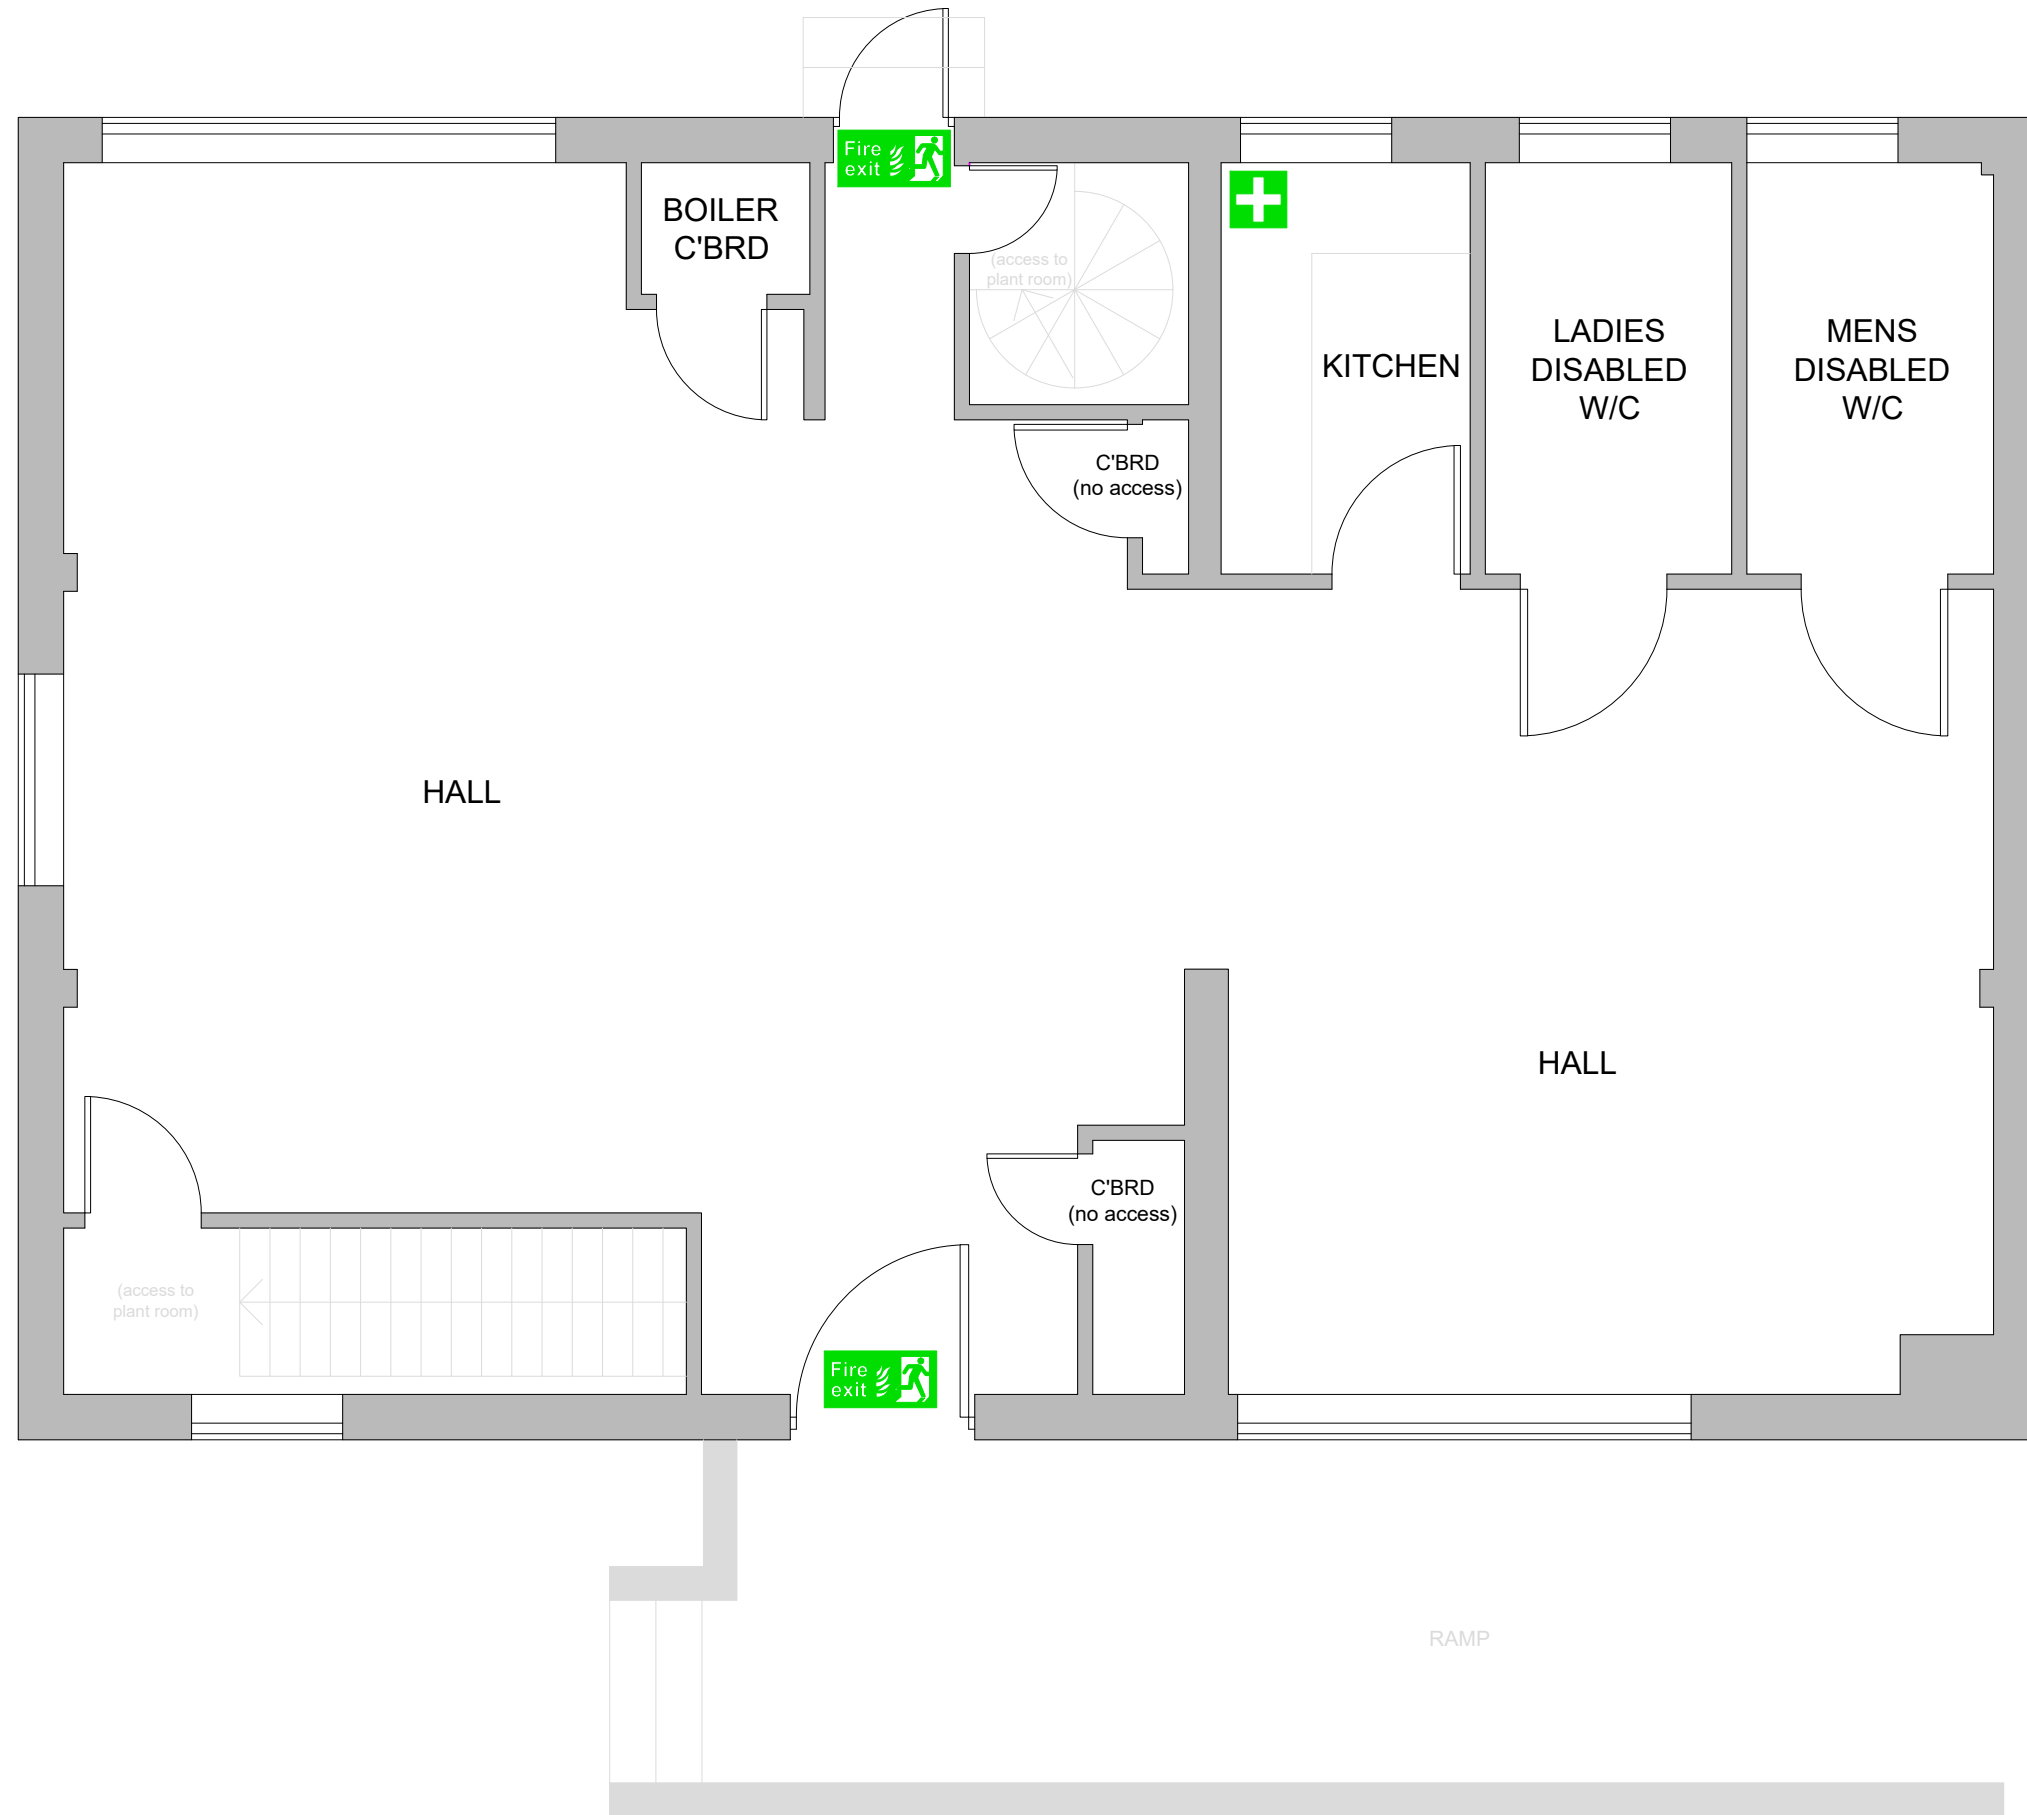 Fire
exit
BOILER
C'BRD
(access to
plant room)
KITCHEN
LADIES
DISABLED
W/C
MENS
DISABLED
W/C
C'BRD
(no access)
HALL
HALL
C'BRD
(no access)
(access to
plant room)
Fire
exit
RAMP